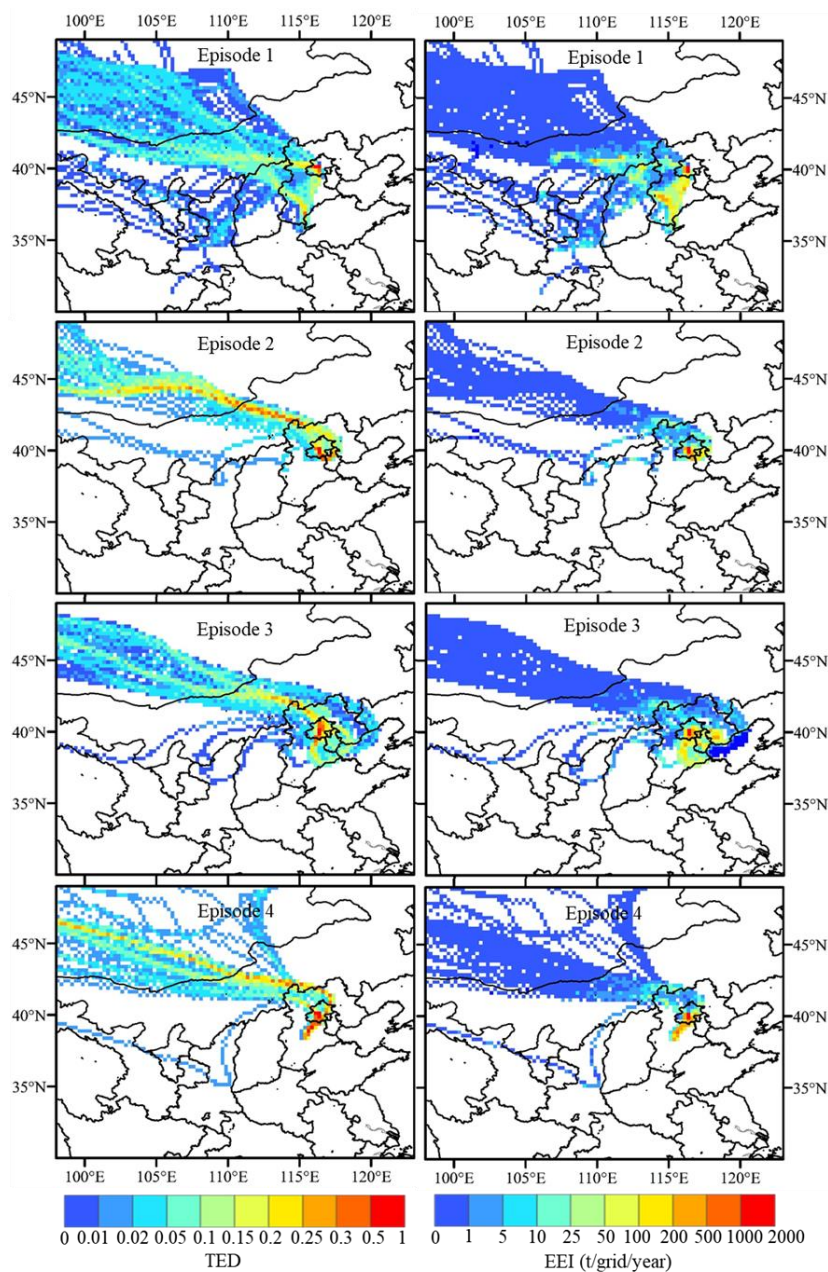 100°E 105°E 110°E 115°E 120°E 100°E 105°E 110°E 115°E 120°E
Episode 1 Episode 1
45°N 45°N
40°N 40°N
35°N 35°N
Episode 2 Episode 2
45°N 45°N
40°N 40°N
35°N 35°N
Episode 3 Episode 3
45°N 45°N
40°N 40°N
35°N 35°N
Episode 4 Episode 4
45°N 45°N
40°N 40°N
35°N 35°N
100°E 105°E 110°E 115°E 120°E 100°E 105°E 110°E 115°E 120°E
0 0.01 0.02 0.05 0.1 0.15 0.2 0.25 0.3 0.5 1 0 1 5 10 25 50 100 200 500 1000 2000
TED EEI (t/grid/year)